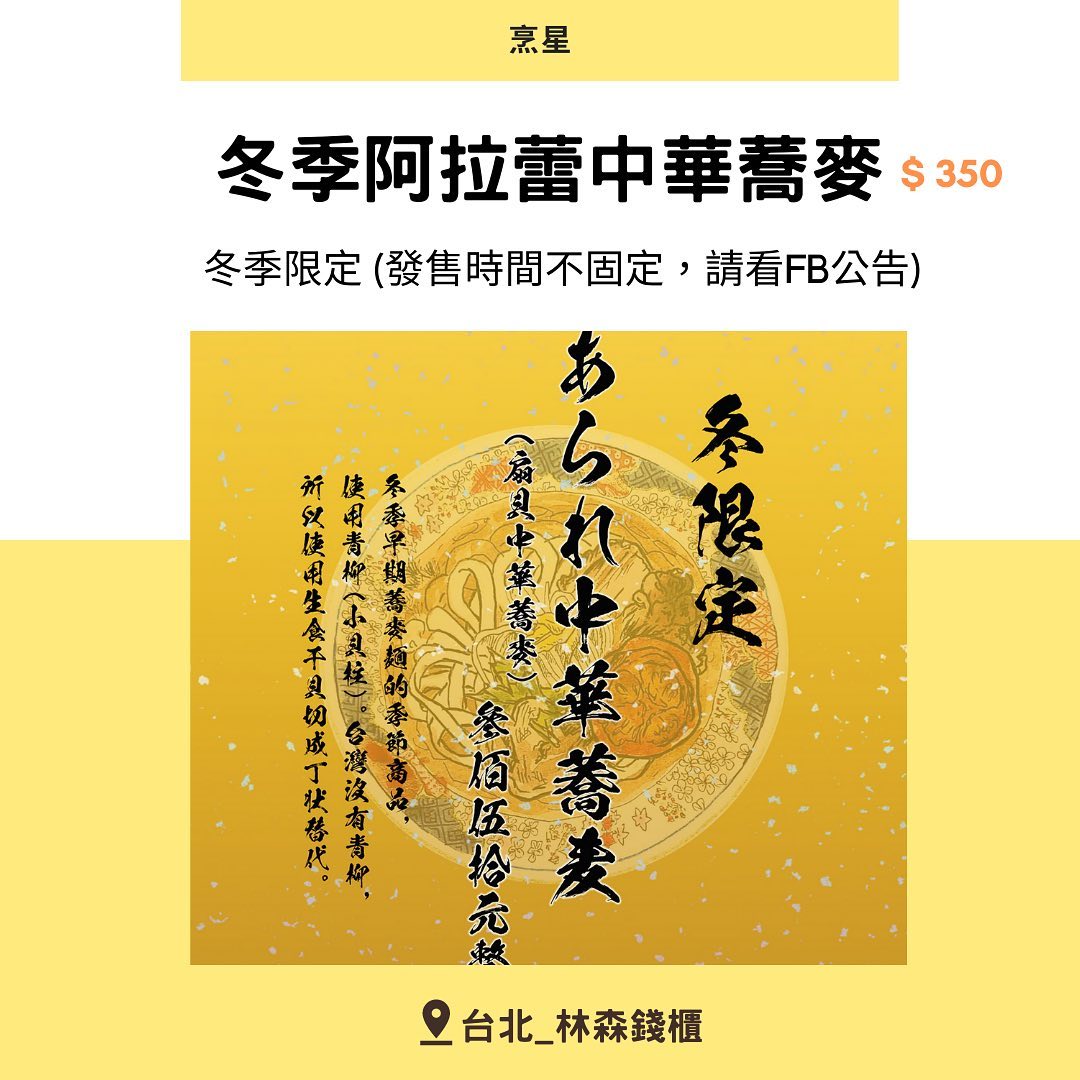 烹星
冬季阿拉蕾中華蕎麥 $ 350
冬季限定 (發售時間不固定，請看FB公告)
冬限定
あられ中華蕎麦
（扇貝中華蕎麥）
叄佰伍拾元整
冬季早期蕎麥麵的季節商品，
使用青柳（小貝柱）。台灣沒有青柳，
所以使用生食干貝切成丁狀替代。
台北_林森錢櫃